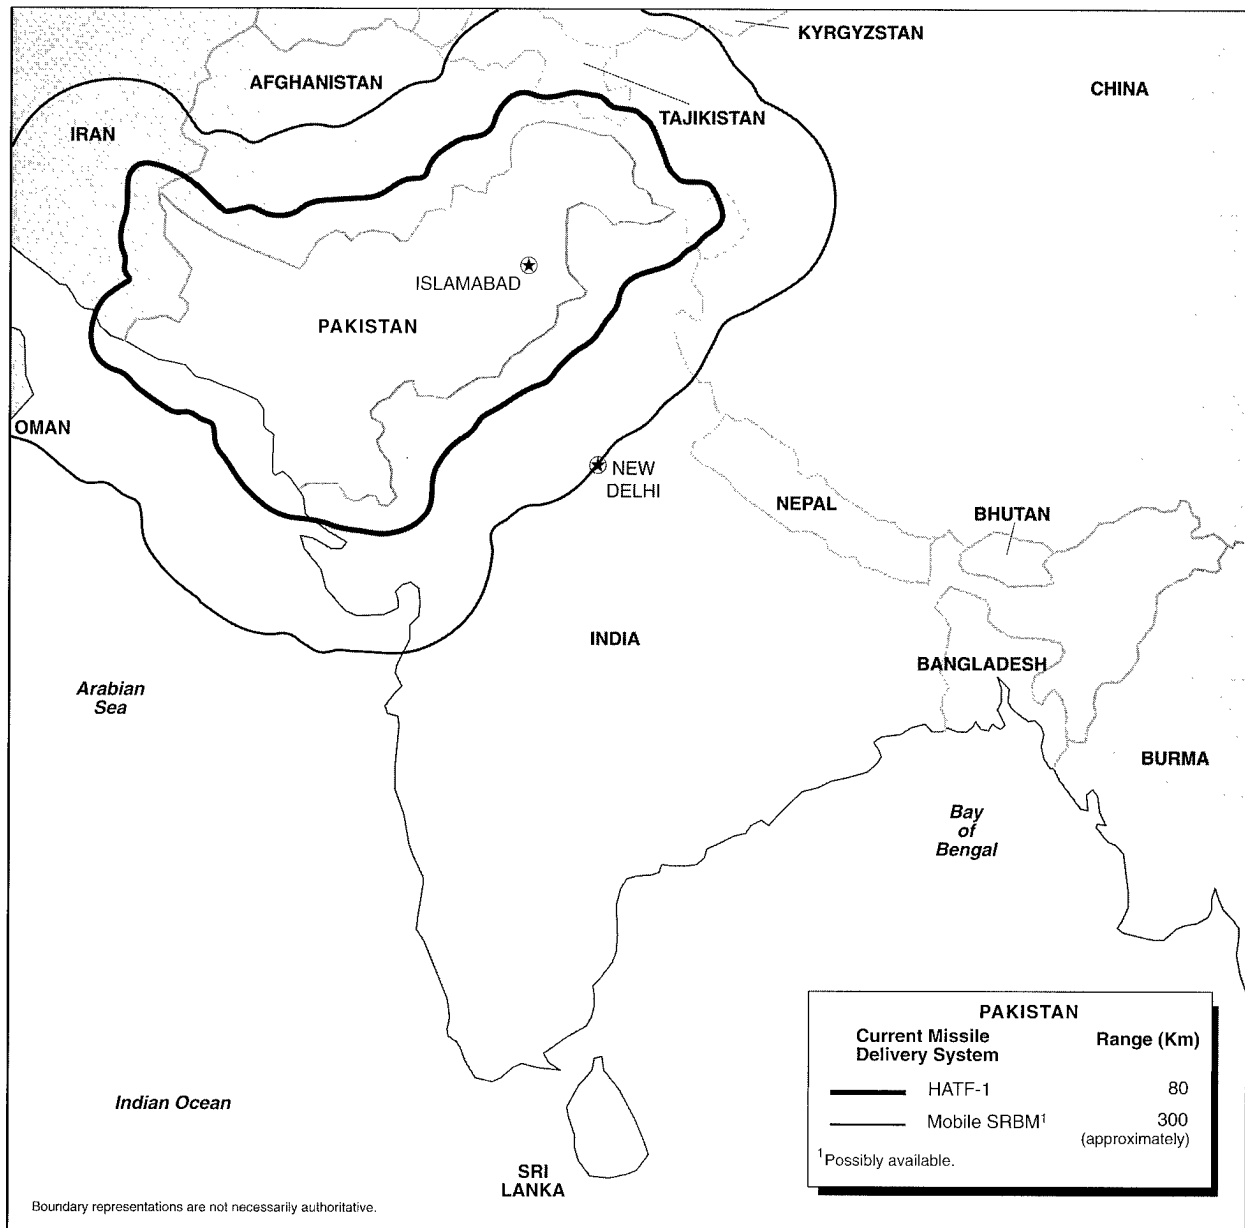 KYRGYZSTAN
AFGHANISTAN
CHINA
TAJIKISTAN
IRAN
ISLAMABAD
PAKISTAN
OMAN
NEW
DELHI
NEPAL
BHUTAN
INDIA
BANGLADESH
Arabian
Sea
BURMA
Bay
of
Bengal
PAKISTAN
Current Missile
Delivery System
Range (Km)
HATF-1 80
Mobile SRBM¹ 300
(approximately)
¹Possibly available.
Indian Ocean
SRI
LANKA
Boundary representations are not necessarily authoritative.